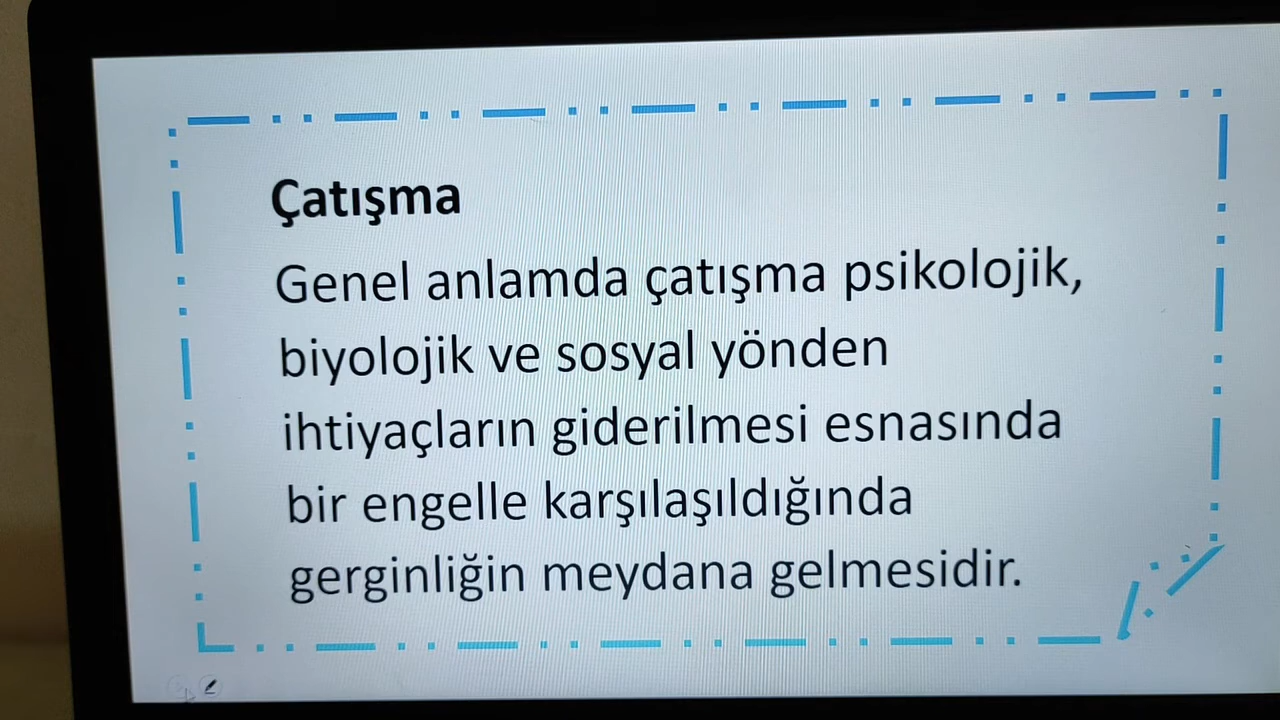 Çatışma
Genel anlamda çatışma psikolojik,
biyolojik ve sosyal yönden
ihtiyaçların giderilmesi esnasında
bir engelle karşılaşıldığında
gerginliğin meydana gelmesidir.